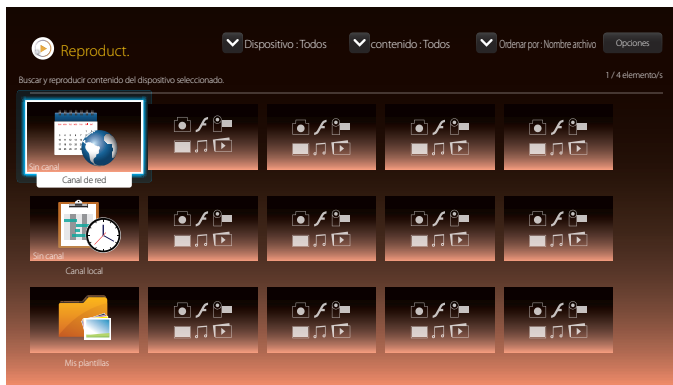 Reproduct.
Dispositivo : Todos
contenido : Todos
Ordenar por : Nombre archivo
Opciones
Buscar y reproducir contenido del dispositivo seleccionado.
1 / 4 elemento/s
Sin canal
Canal de red
Sin canal
Canal local
Mis plantillas